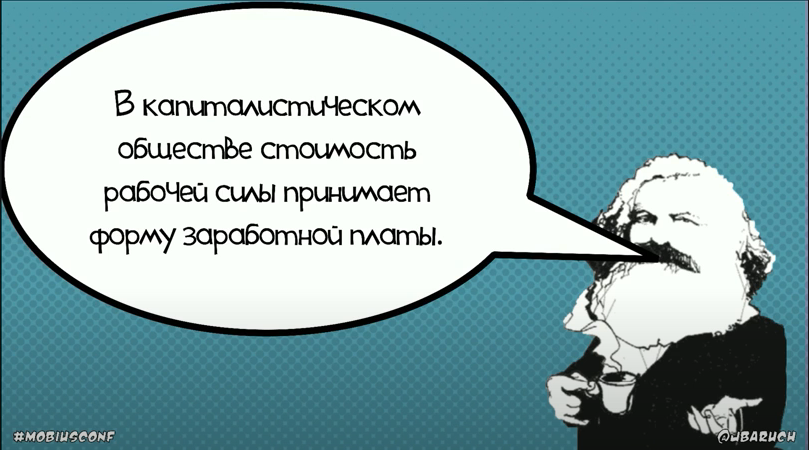 В капиталистическом
обществе стоимость
рабочей силы принимает
форму заработной платы.
#MOBIUSCONF
@JBARUCH